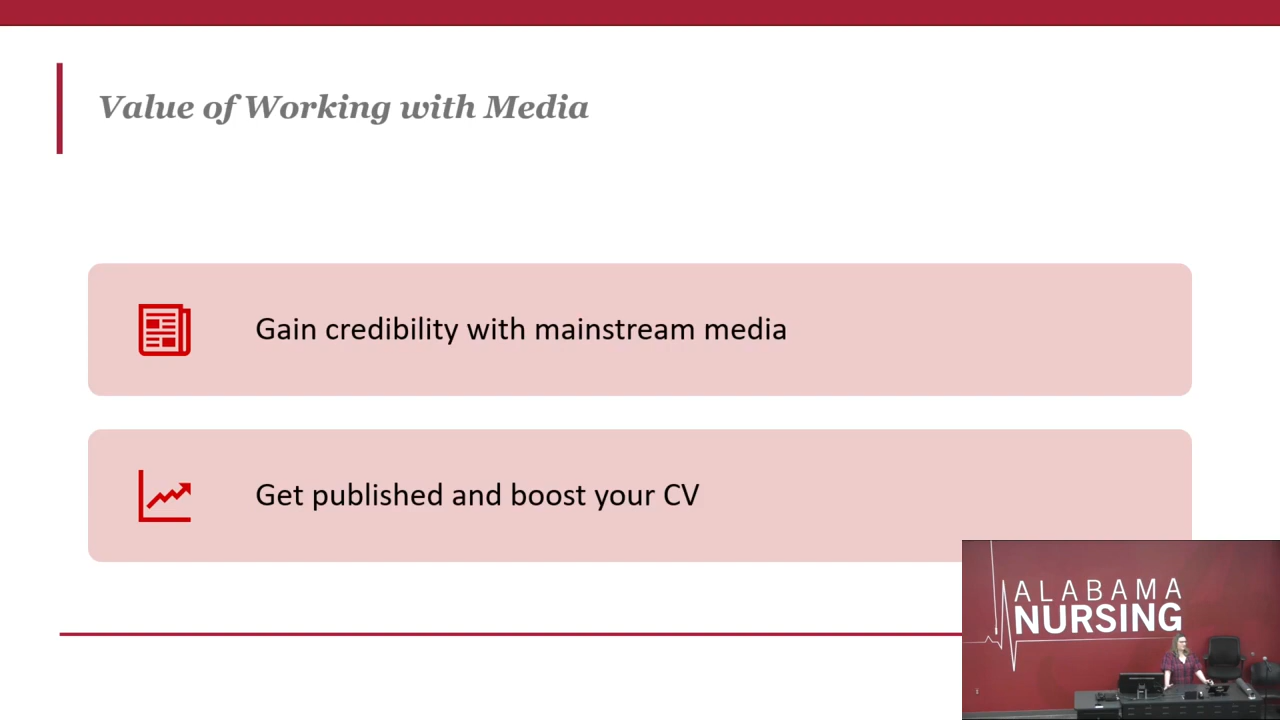 Value of Working with Media
Gain credibility with mainstream media
Get published and boost your CV
ALABAMA
NURSING